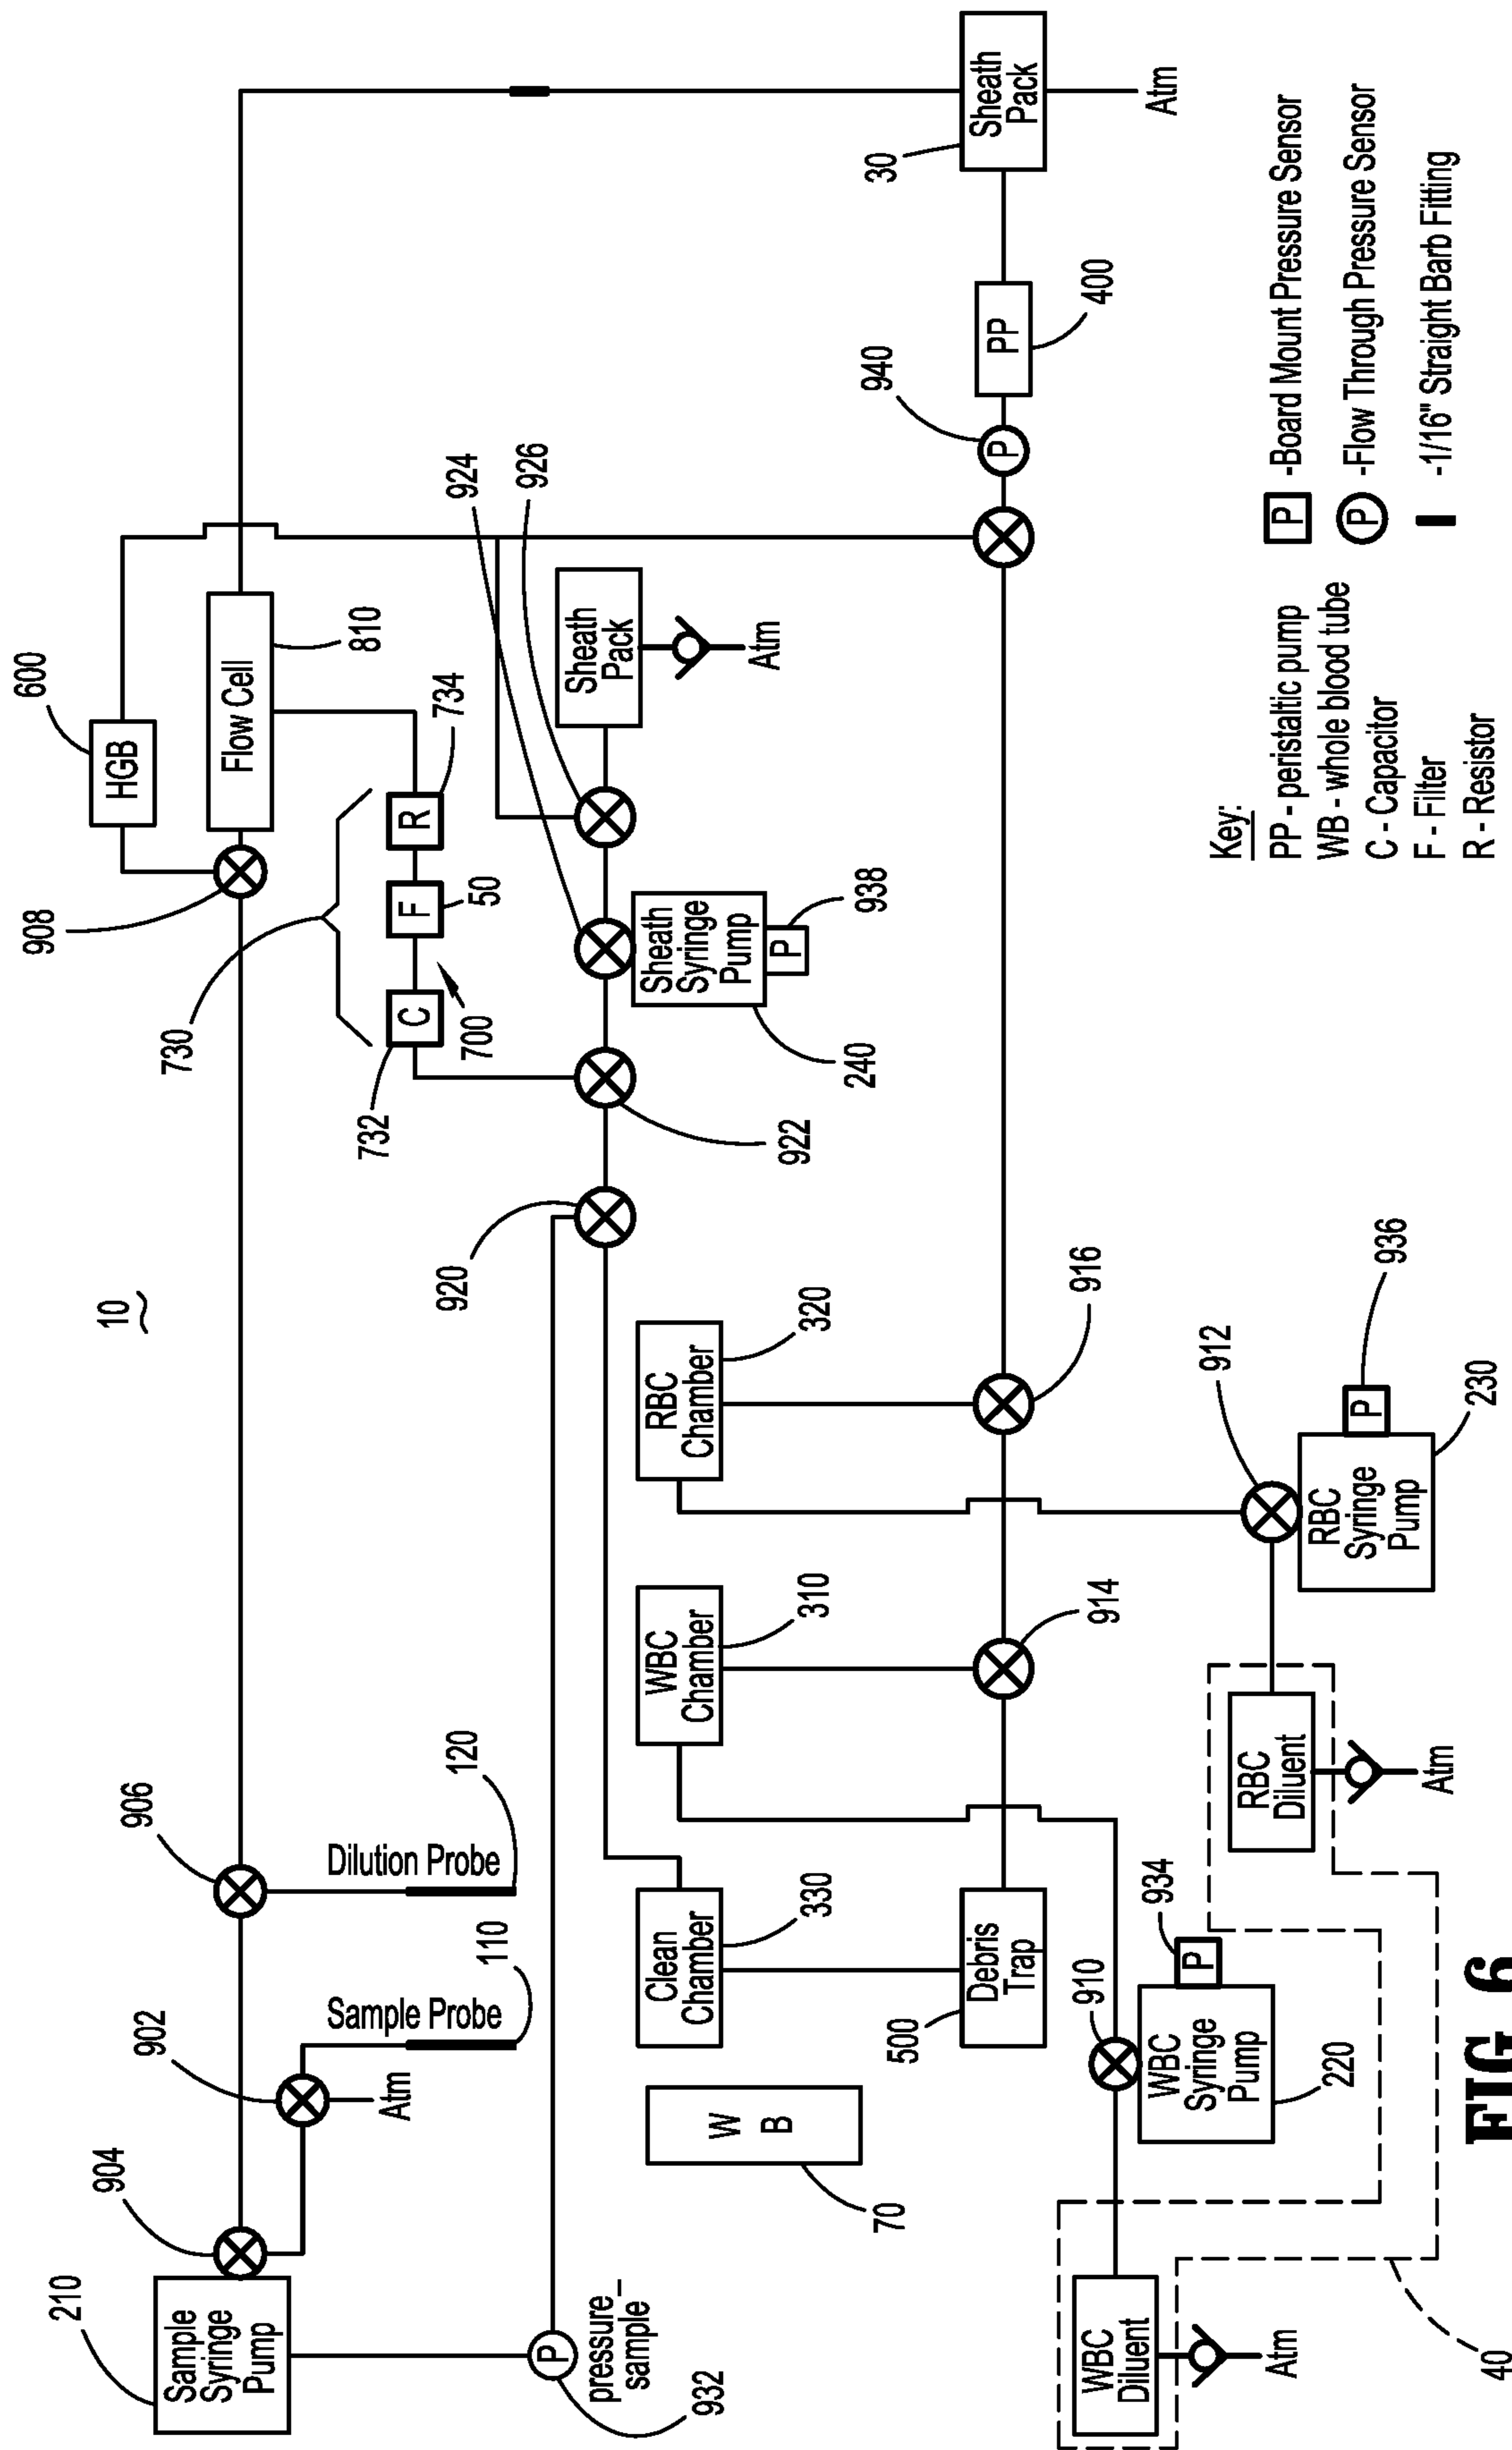 10
600
HGB
908
Flow Cell
810
906
904
902
210
Sample
Syringe
Pump
Atm
Sample Probe
110
Dilution Probe
120
730
732
C
700
F
50
R
734
924
926
920
922
Sheath
Syringe
Pump
P
938
240
Sheath
Pack
Atm
P
932
pressure_
sample
W
B
70
Clean
Chamber
330
WBC
Chamber
310
RBC
Chamber
320
500
Debris
Trap
914
916
940
P
PP
400
30
Sheath
Pack
Atm
910
WBC
Syringe
Pump
P
934
220
912
RBC
Syringe
Pump
P
936
230
WBC
Diluent
Atm
RBC
Diluent
Atm
40
Key:
PP - peristaltic pump
WB - whole blood tube
C - Capacitor
F - Filter
R - Resistor
P -Board Mount Pressure Sensor
P -Flow Through Pressure Sensor
-1/16" Straight Barb Fitting
FIG 6